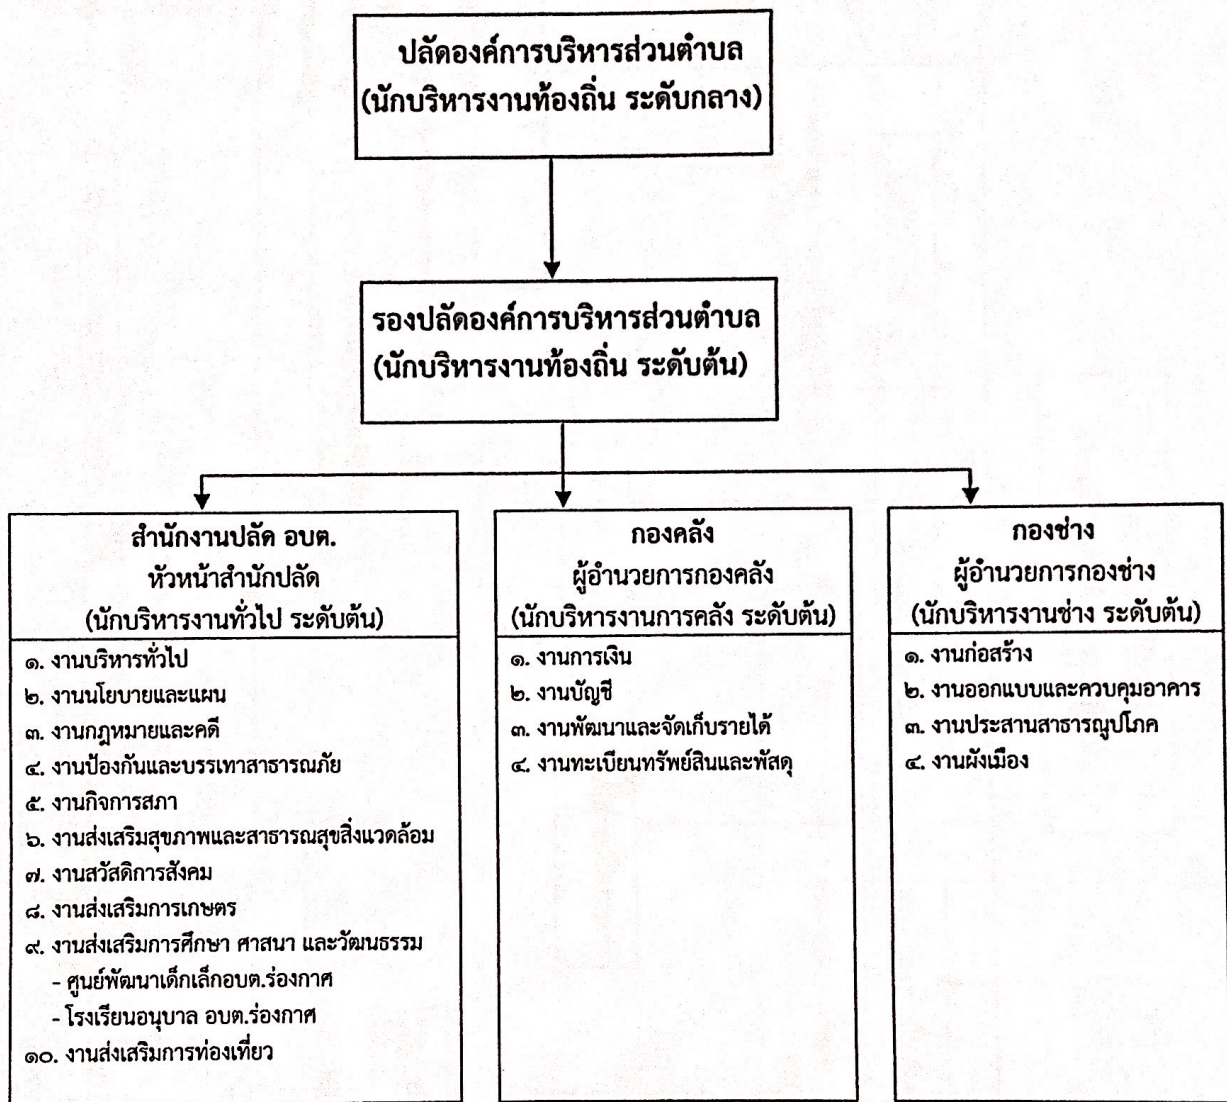 ปลัดองค์การบริหารส่วนตำบล
(นักบริหารงานท้องถิ่น ระดับกลาง)
รองปลัดองค์การบริหารส่วนตำบล
(นักบริหารงานท้องถิ่น ระดับต้น)
สำนักงานปลัด อบต.
หัวหน้าสำนักปลัด
(นักบริหารงานทั่วไป ระดับต้น)
๑. งานบริหารทั่วไป
๒. งานนโยบายและแผน
๓. งานกฎหมายและคดี
๔. งานป้องกันและบรรเทาสาธารณภัย
๕. งานกิจการสภา
๖. งานส่งเสริมสุขภาพและสาธารณสุขสิ่งแวดล้อม
๗. งานสวัสดิการสังคม
๘. งานส่งเสริมการเกษตร
๙. งานส่งเสริมการศึกษา ศาสนา และวัฒนธรรม
- ศูนย์พัฒนาเด็กเล็กอบต.ร่องกาศ
- โรงเรียนอนุบาล อบต.ร่องกาศ
๑๐. งานส่งเสริมการท่องเที่ยว
กองคลัง
ผู้อำนวยการกองคลัง
(นักบริหารงานการคลัง ระดับต้น)
๑. งานการเงิน
๒. งานบัญชี
๓. งานพัฒนาและจัดเก็บรายได้
๔. งานทะเบียนทรัพย์สินและพัสดุ
กองช่าง
ผู้อำนวยการกองช่าง
(นักบริหารงานช่าง ระดับต้น)
๑. งานก่อสร้าง
๒. งานออกแบบและควบคุมอาคาร
๓. งานประสานสาธารณูปโภค
๔. งานผังเมือง